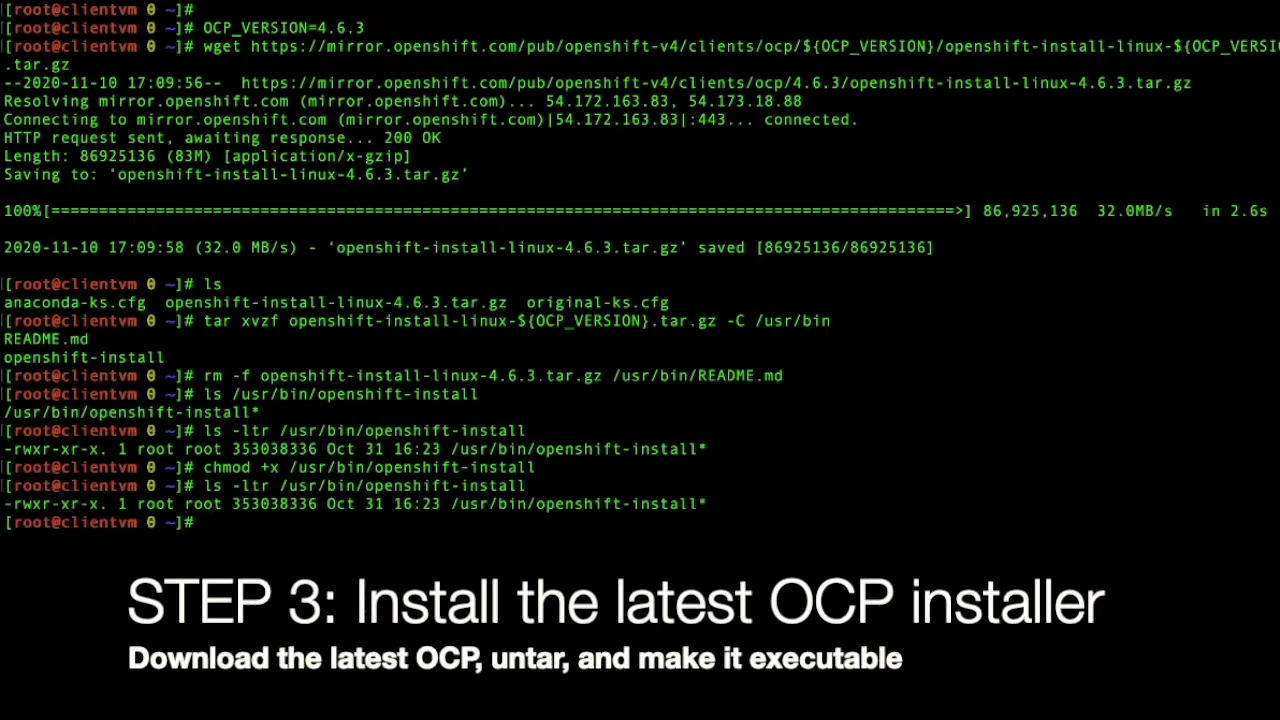 [root@clientvm 0 ~]#
[root@clientvm 0 ~]# OCP_VERSION=4.6.3
[root@clientvm 0 ~]# wget https://mirror.openshift.com/pub/openshift-v4/clients/ocp/${OCP_VERSION}/openshift-install-linux-${OCP_VERSI
.tar.gz
--2020-11-10 17:09:56--  https://mirror.openshift.com/pub/openshift-v4/clients/ocp/4.6.3/openshift-install-linux-4.6.3.tar.gz
Resolving mirror.openshift.com (mirror.openshift.com)... 54.172.163.83, 54.173.18.88
Connecting to mirror.openshift.com (mirror.openshift.com)|54.172.163.83|:443... connected.
HTTP request sent, awaiting response... 200 OK
Length: 86925136 (83M) [application/x-gzip]
Saving to: ‘openshift-install-linux-4.6.3.tar.gz’
100%[===============================================================================================>] 86,925,136  32.0MB/s   in 2.6s
2020-11-10 17:09:58 (32.0 MB/s) - ‘openshift-install-linux-4.6.3.tar.gz’ saved [86925136/86925136]
[root@clientvm 0 ~]# ls
anaconda-ks.cfg  openshift-install-linux-4.6.3.tar.gz  original-ks.cfg
[root@clientvm 0 ~]# tar xvzf openshift-install-linux-${OCP_VERSION}.tar.gz -C /usr/bin
README.md
openshift-install
[root@clientvm 0 ~]# rm -f openshift-install-linux-4.6.3.tar.gz /usr/bin/README.md
[root@clientvm 0 ~]# ls /usr/bin/openshift-install
/usr/bin/openshift-install*
[root@clientvm 0 ~]# ls -ltr /usr/bin/openshift-install
-rwxr-xr-x. 1 root root 353038336 Oct 31 16:23 /usr/bin/openshift-install*
[root@clientvm 0 ~]# chmod +x /usr/bin/openshift-install
[root@clientvm 0 ~]# ls -ltr /usr/bin/openshift-install
-rwxr-xr-x. 1 root root 353038336 Oct 31 16:23 /usr/bin/openshift-install*
[root@clientvm 0 ~]#
STEP 3: Install the latest OCP installer
Download the latest OCP, untar, and make it executable